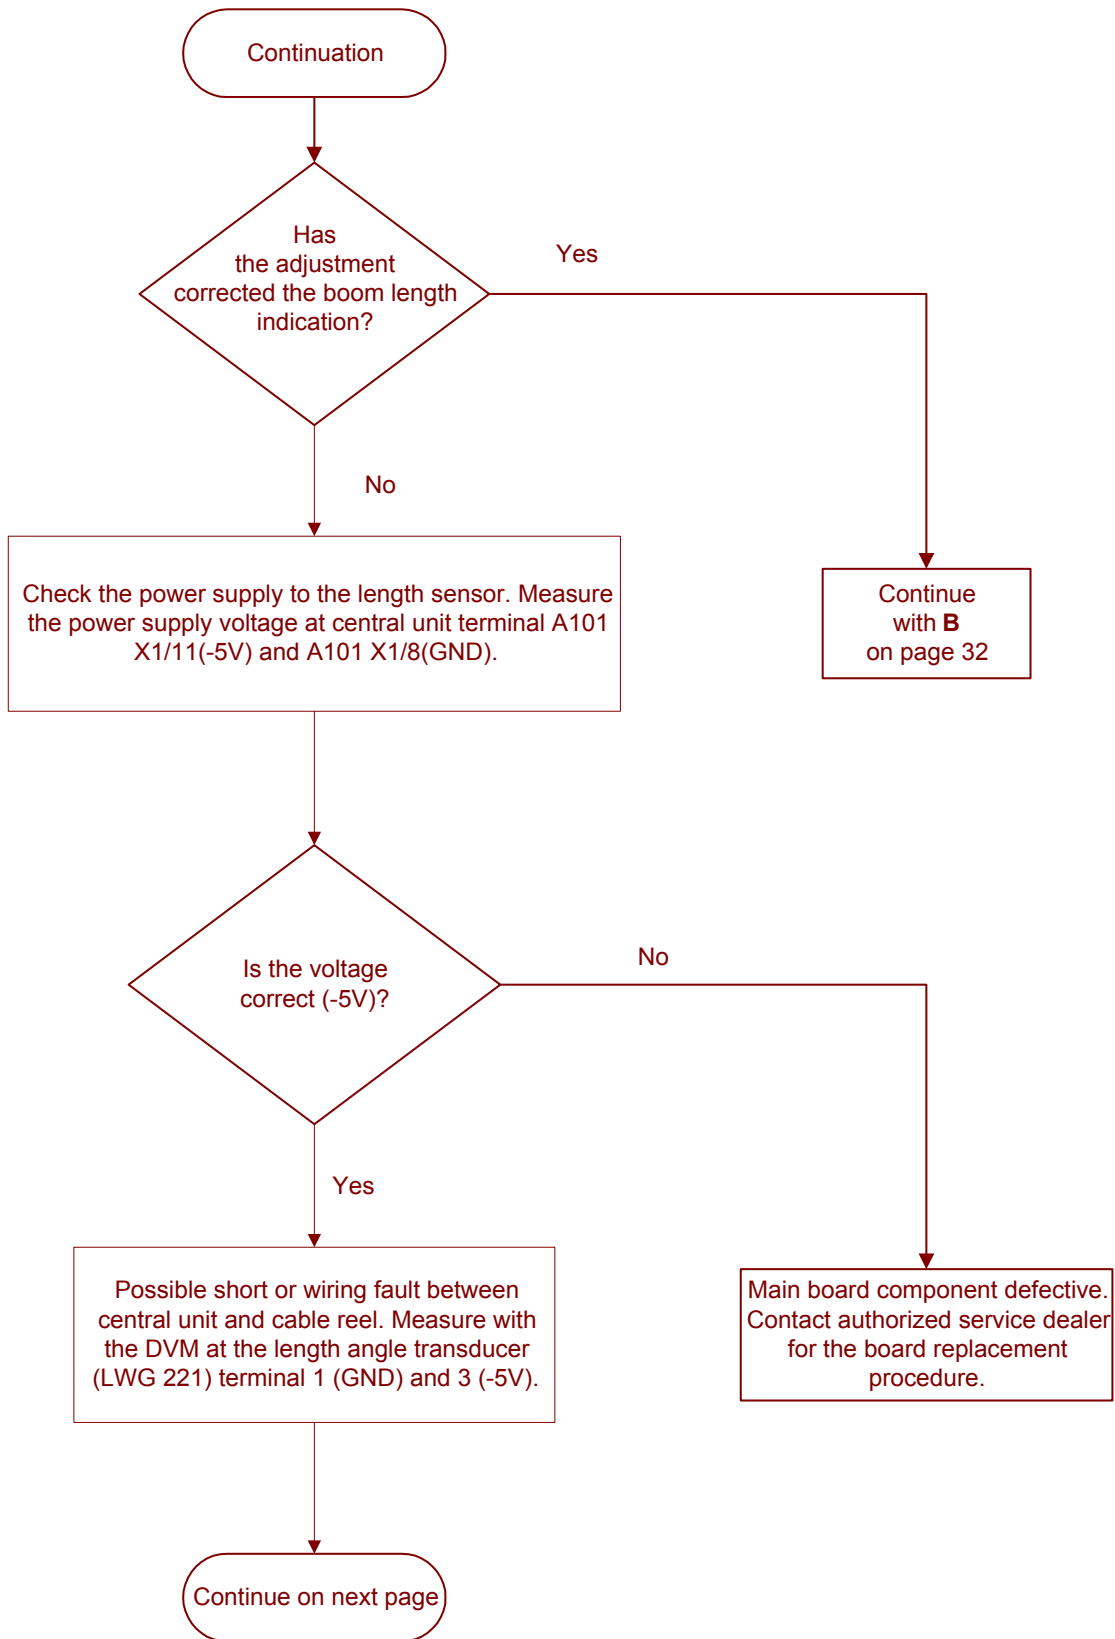 Continuation
Has
the adjustment
corrected the boom length
indication?
Yes
No
Check the power supply to the length sensor. Measure
the power supply voltage at central unit terminal A101
X1/11(-5V) and A101 X1/8(GND).
Continue
with B
on page 32
Is the voltage
correct (-5V)?
No
Yes
Possible short or wiring fault between
central unit and cable reel. Measure with
the DVM at the length angle transducer
(LWG 221) terminal 1 (GND) and 3 (-5V).
Main board component defective.
Contact authorized service dealer
for the board replacement
procedure.
Continue on next page